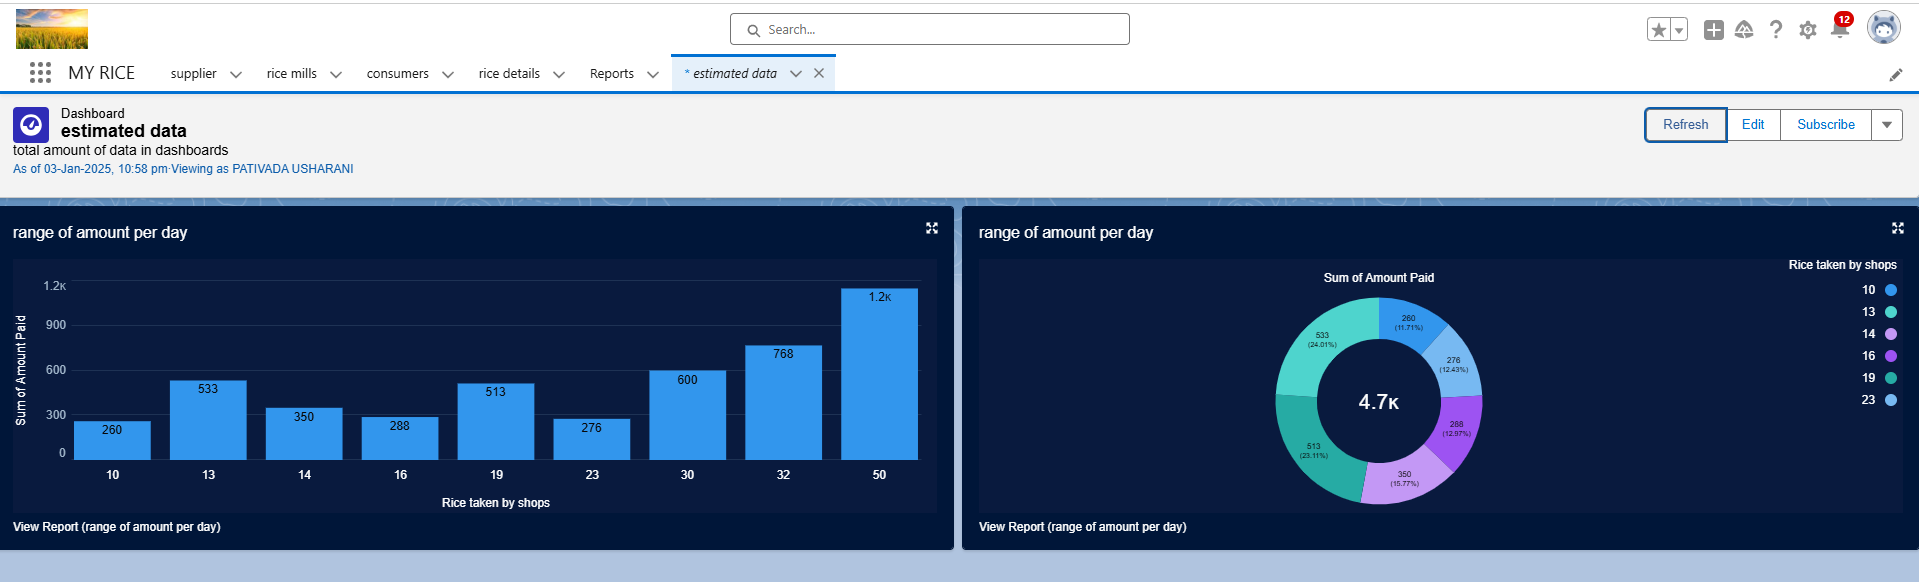 Search...
12
MY RICE
supplier
rice mills
consumers
rice details
Reports
* estimated data
Dashboard
estimated data
total amount of data in dashboards
As of 03-Jan-2025, 10:58 pm·Viewing as PATIVADA USHARANI
Refresh
Edit
Subscribe
range of amount per day
Sum of Amount Paid
1.2K
900
600
300
0
260
533
350
288
513
276
600
768
1.2K
10
13
14
16
19
23
30
32
50
Rice taken by shops
View Report (range of amount per day)
range of amount per day
Sum of Amount Paid
Rice taken by shops
10
13
14
16
19
23
260
(11.71%)
276
(12.43%)
288
(12.97%)
350
(15.77%)
513
(23.11%)
533
(24.01%)
4.7K
View Report (range of amount per day)